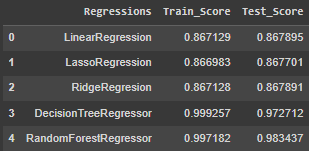 Regressions Train_Score Test_Score
0 LinearRegression 0.867129 0.867895
1 LassoRegression 0.866983 0.867701
2 RidgeRegresion 0.867128 0.867891
3 DecisionTreeRegressor 0.999257 0.972712
4 RandomForestRegressor 0.997182 0.983437